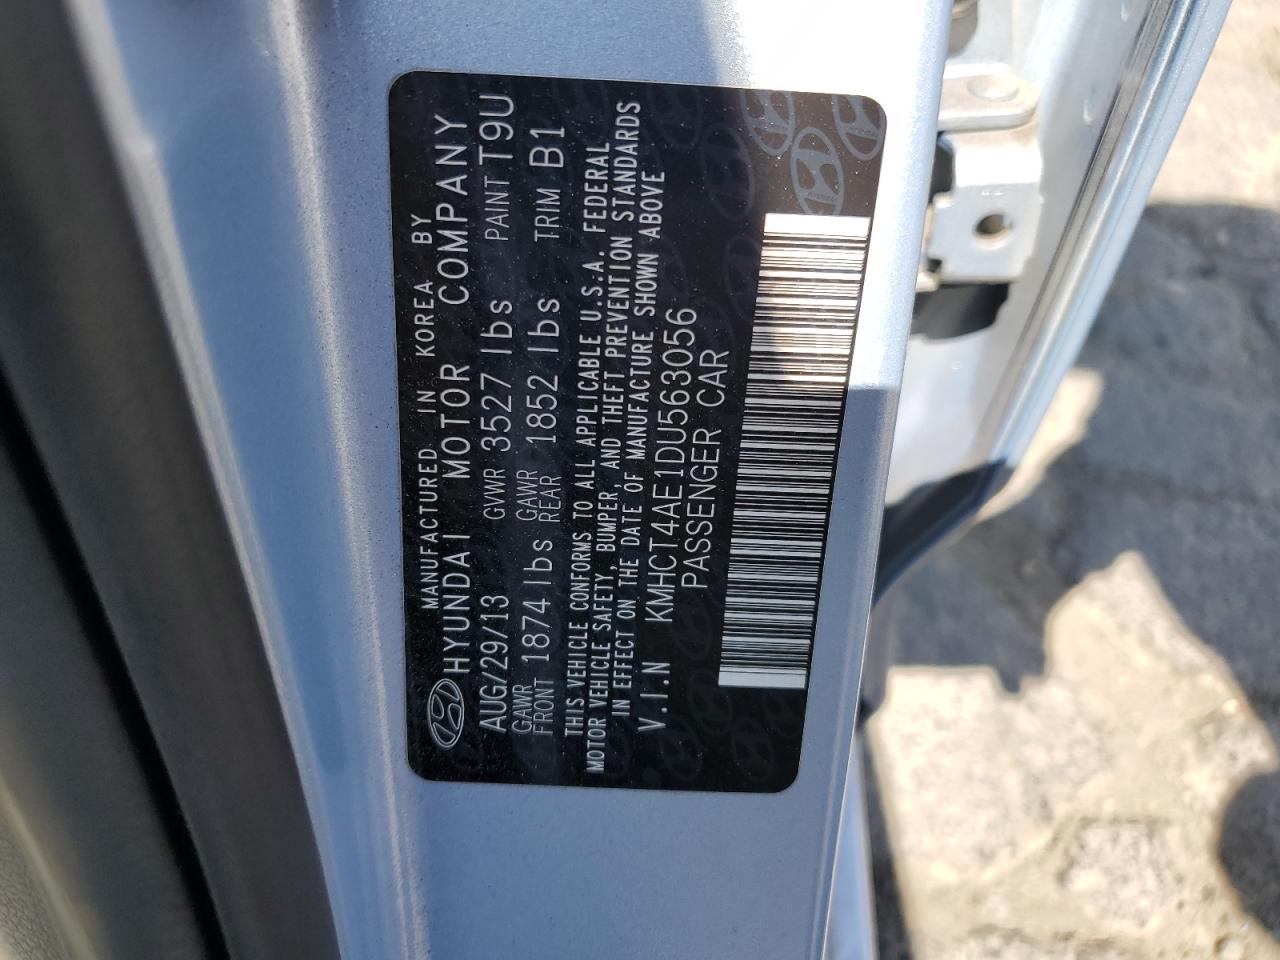 MANUFACTURED IN KOREA BY
HYUNDAI MOTOR COMPANY
AUG/29/13 GVWR 3527 lbs PAINT T9U
GAWR FRONT 1874 lbs GAWR REAR 1852 lbs TRIM B1
THIS VEHICLE CONFORMS TO ALL APPLICABLE U.S.A. FEDERAL
MOTOR VEHICLE SAFETY, BUMPER, AND THEFT PREVENTION STANDARDS
IN EFFECT ON THE DATE OF MANUFACTURE SHOWN ABOVE
V.I.N KMHCT4AE1DU563056
PASSENGER CAR